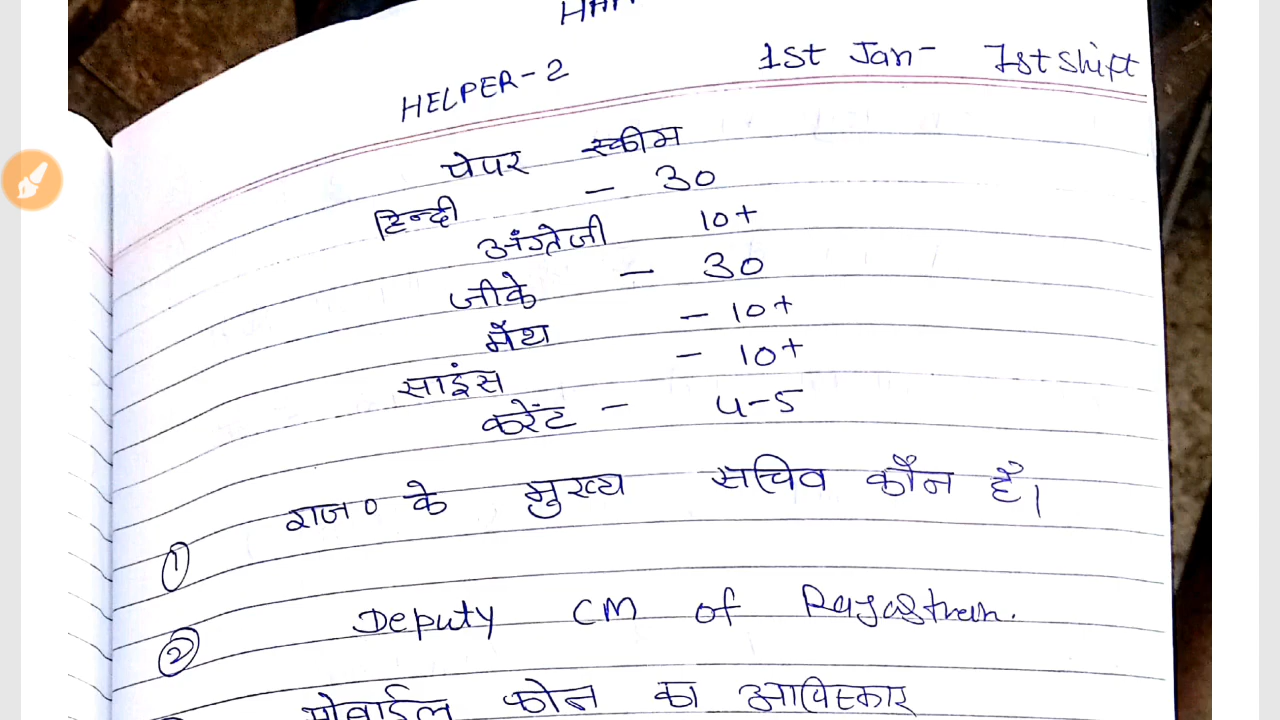 HELPER-2 1st Jan- 1st Shift
पेपर स्कीम
हिन्दी - 30
अंग्रेजी 10+
जीके - 30
मैथ - 10+
साइंस - 10+
करेंट - 4-5
① राज० के मुख्य सचिव कौन हैं।
② Deputy CM of Rajasthan.
मोबाईल फोन का आविस्कार